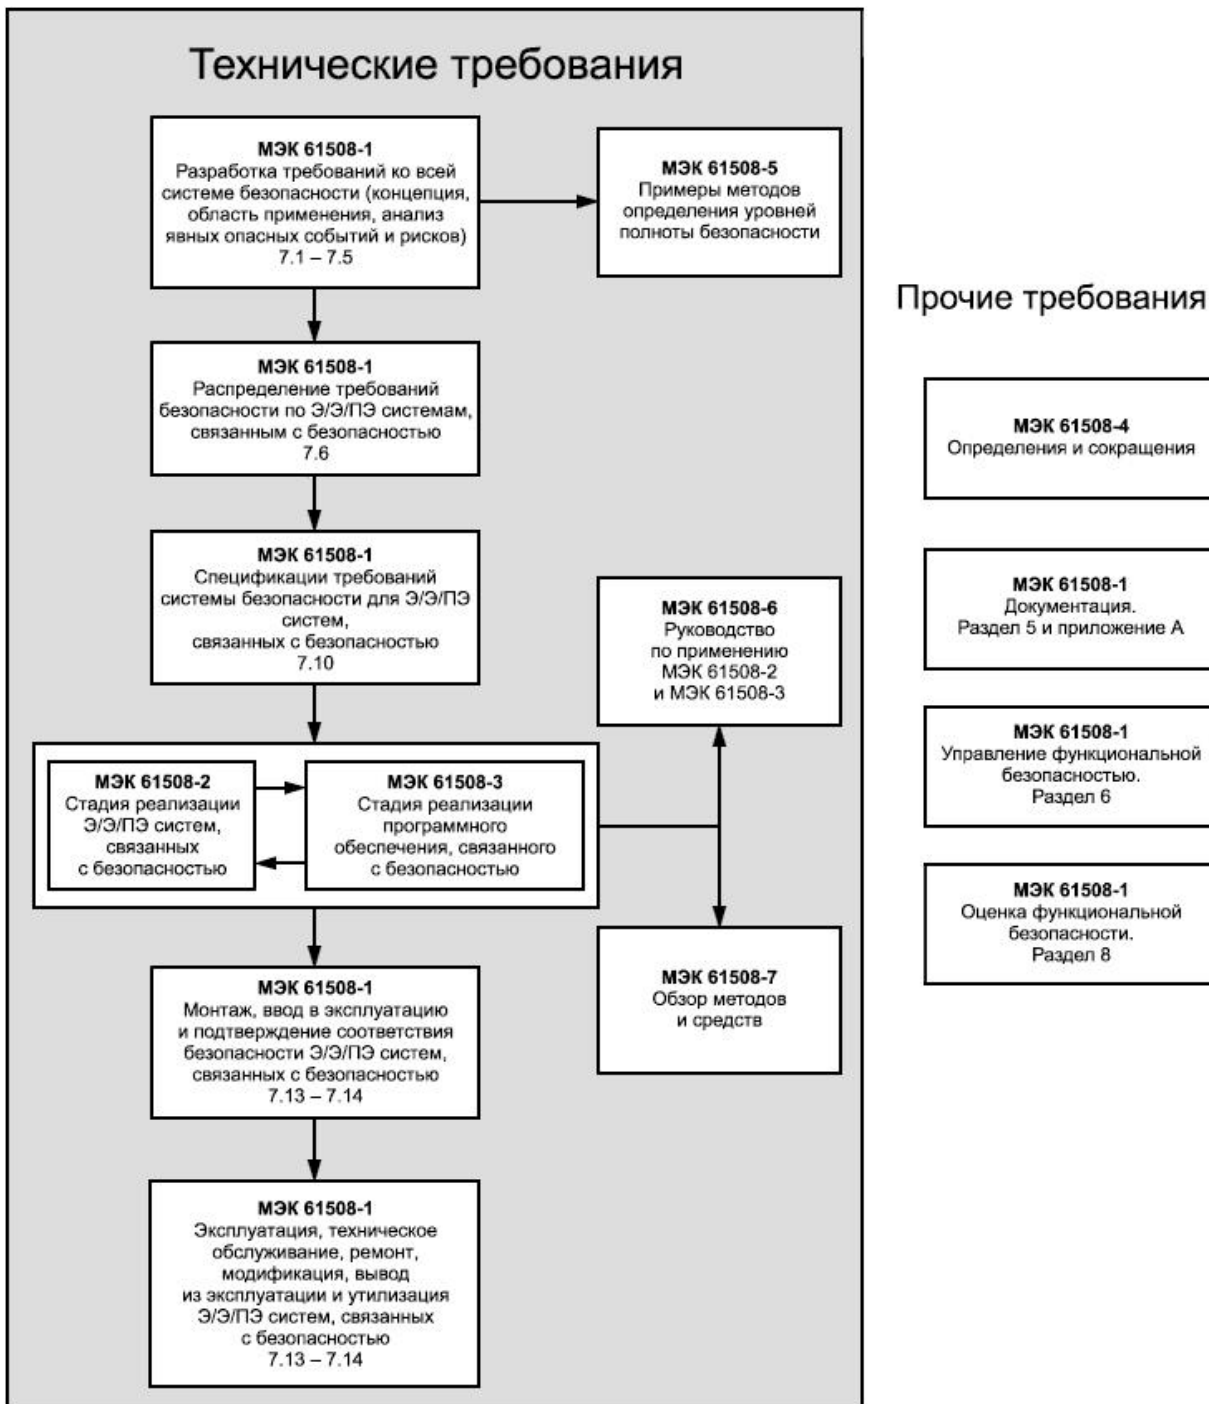 Технические требования
МЭК 61508-1
Разработка требований ко всей
системе безопасности (концепция,
область применения, анализ
явных опасных событий и рисков)
7.1 – 7.5
МЭК 61508-5
Примеры методов
определения уровней
полноты безопасности
МЭК 61508-1
Распределение требований
безопасности по Э/Э/ПЭ системам,
связанным с безопасностью
7.6
МЭК 61508-1
Спецификации требований
системы безопасности для Э/Э/ПЭ
систем,
связанных с безопасностью
7.10
МЭК 61508-6
Руководство
по применению
МЭК 61508-2
и МЭК 61508-3
МЭК 61508-2
Стадия реализации
Э/Э/ПЭ систем,
связанных
с безопасностью
МЭК 61508-3
Стадия реализации
программного
обеспечения, связанного
с безопасностью
МЭК 61508-7
Обзор методов
и средств
МЭК 61508-1
Монтаж, ввод в эксплуатацию
и подтверждение соответствия
безопасности Э/Э/ПЭ систем,
связанных с безопасностью
7.13 – 7.14
МЭК 61508-1
Эксплуатация, техническое
обслуживание, ремонт,
модификация, вывод
из эксплуатации и утилизация
Э/Э/ПЭ систем, связанных
с безопасностью
7.13 – 7.14
Прочие требования
МЭК 61508-4
Определения и сокращения
МЭК 61508-1
Документация.
Раздел 5 и приложение А
МЭК 61508-1
Управление функциональной
безопасностью.
Раздел 6
МЭК 61508-1
Оценка функциональной
безопасности.
Раздел 8